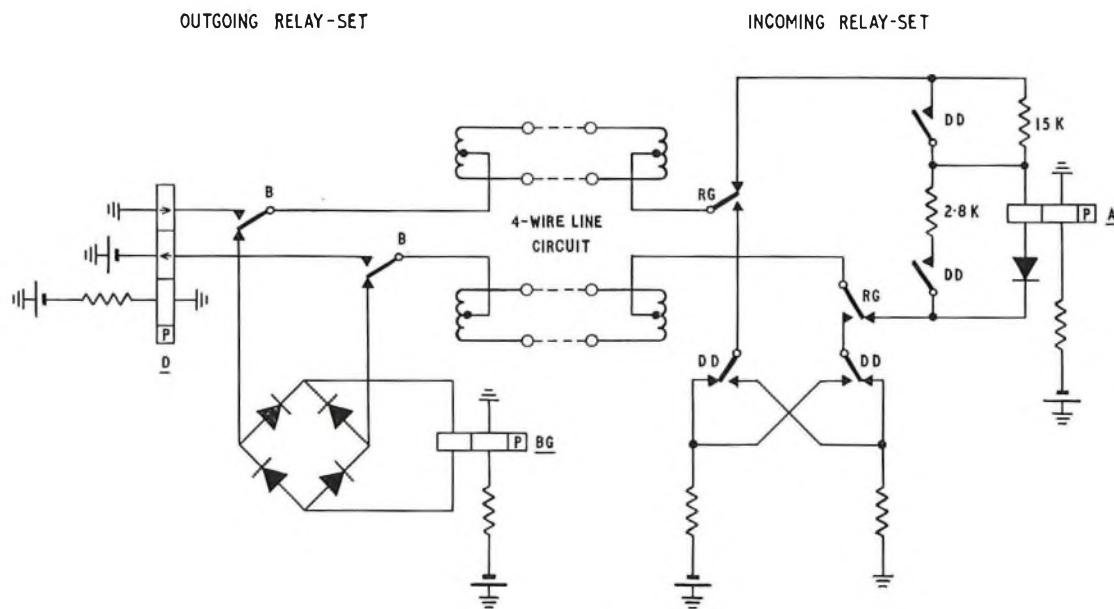 OUTGOING RELAY-SET
INCOMING RELAY-SET
DD
15 K
B
RG
4-WIRE LINE
CIRCUIT
2·8 K
P
A
B
DD
RG
P
D
DD
DD
P
BG